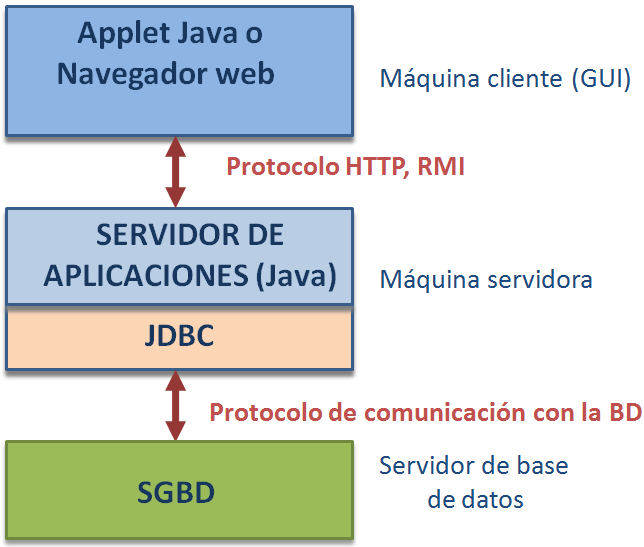 Applet Java o
Navegador web
Máquina cliente (GUI)
Protocolo HTTP, RMI
SERVIDOR DE
APLICACIONES (Java)
Máquina servidora
JDBC
Protocolo de comunicación con la BD
SGBD
Servidor de base
de datos